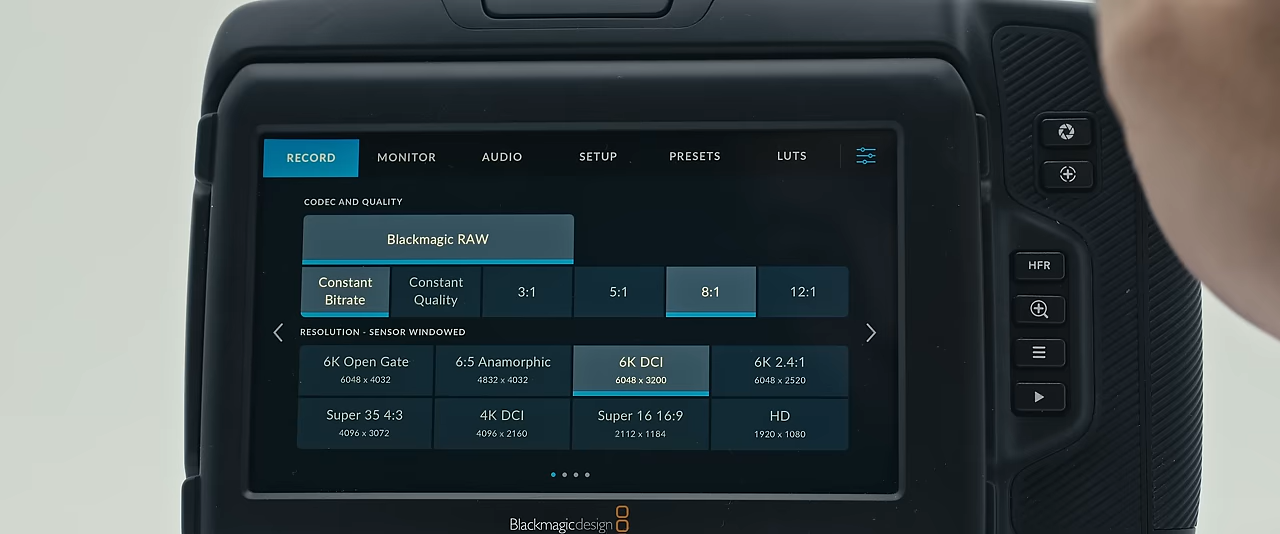 RECORD
MONITOR
AUDIO
SETUP
PRESETS
LUTS
CODEC AND QUALITY
Blackmagic RAW
Constant
Bitrate
Constant
Quality
3:1
5:1
8:1
12:1
RESOLUTION - SENSOR WINDOWED
6K Open Gate
6048 x 4032
6:5 Anamorphic
4832 x 4032
6K DCI
6048 x 3200
6K 2.4:1
6048 x 2520
Super 35 4:3
4096 x 3072
4K DCI
4096 x 2160
Super 16 16:9
2112 x 1184
HD
1920 x 1080
HFR
Blackmagicdesign